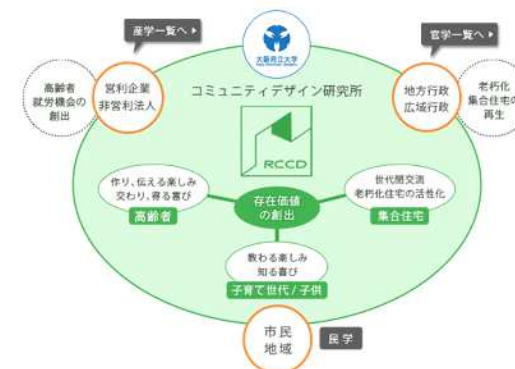 産学一覧へ
官学一覧へ
大阪府立大学
高齢者
就労機会の
創出
営利企業
非営利法人
コミュニティデザイン研究所
地方行政
広域行政
老朽化
集合住宅の
再生
RCCD
作り、伝える楽しみ
交わり、得る喜び
高齢者
存在価値
の創出
世代間交流
老朽化住宅の活性化
集合住宅
教わる楽しみ
知る喜び
子育て世代/子供
市民
地域
民学